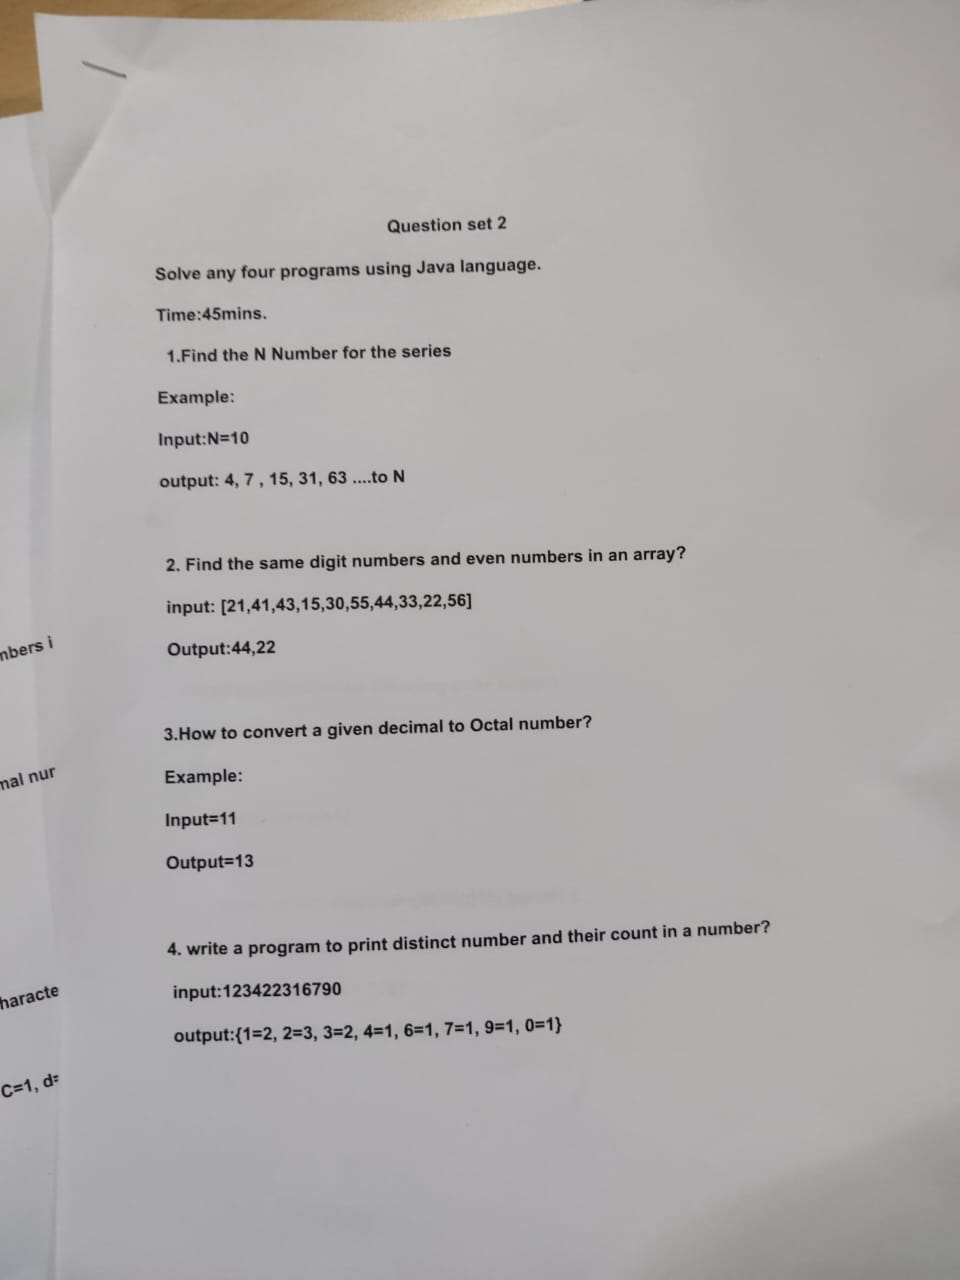 Question set 2
Solve any four programs using Java language.
Time:45mins.
1.Find the N Number for the series
Example:
Input:N=10
output: 4, 7 , 15, 31, 63 ....to N
2. Find the same digit numbers and even numbers in an array?
input: [21,41,43,15,30,55,44,33,22,56]
Output:44,22
3.How to convert a given decimal to Octal number?
Example:
Input=11
Output=13
4. write a program to print distinct number and their count in a number?
input:123422316790
output:{1=2, 2=3, 3=2, 4=1, 6=1, 7=1, 9=1, 0=1}
mbers i
mal nur
haracte
C=1, d=